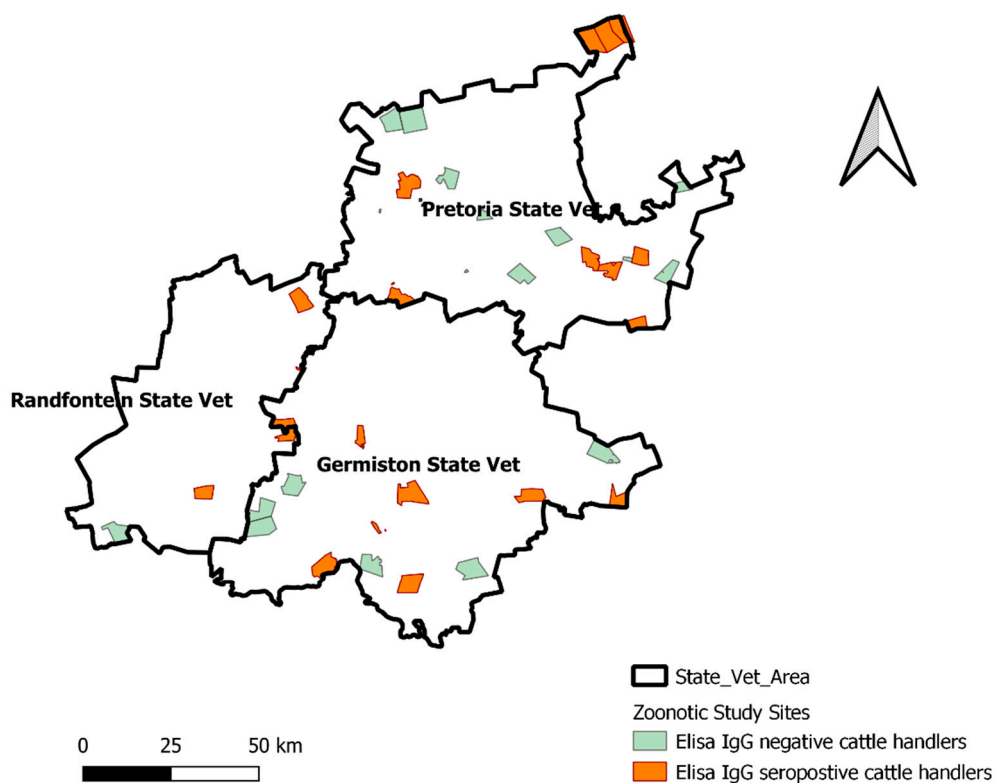 Pretoria State Vet
Randfontein State Vet
Germiston State Vet
State_Vet_Area
Zoonotic Study Sites
Elisa IgG negative cattle handlers
Elisa IgG seropostive cattle handlers
0 25 50 km